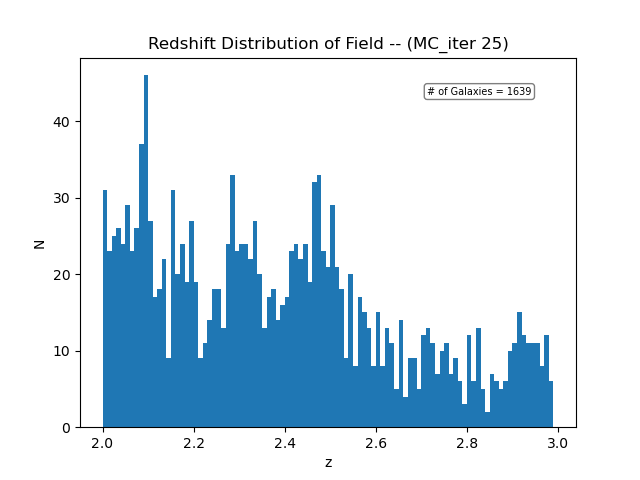 Redshift Distribution of Field -- (MC_iter 25)
# of Galaxies = 1639
N
40
30
20
10
0
2.0 2.2 2.4 2.6 2.8 3.0
z